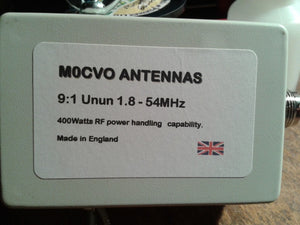 M0CVO ANTENNAS
9:1 Unun 1.8 - 54MHz
400Watts RF power handling capability.
Made in England